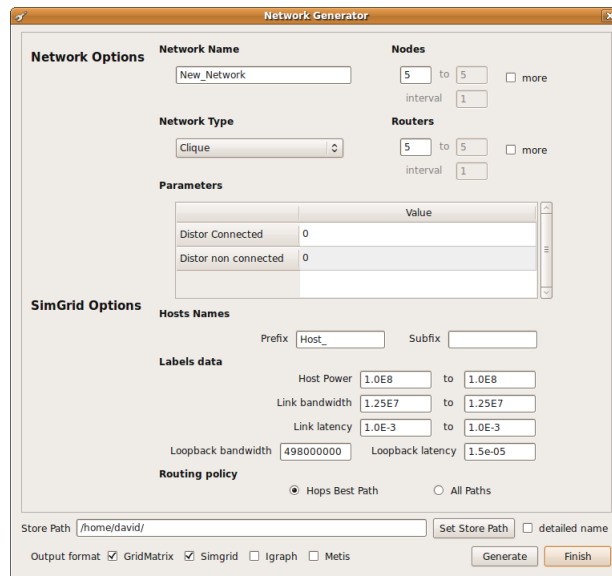 Network Generator
Network Options
Network Name
New_Network
Nodes
5 to 5 more
interval 1
Network Type
Clique
Routers
5 to 5 more
interval 1
Parameters
Value
Distor Connected 0
Distor non connected 0
SimGrid Options
Hosts Names
Prefix Host_ Subfix
Labels data
Host Power 1.0E8 to 1.0E8
Link bandwidth 1.25E7 to 1.25E7
Link latency 1.0E-3 to 1.0E-3
Loopback bandwidth 498000000 Loopback latency 1.5e-05
Routing policy
Hops Best Path All Paths
Store Path /home/david/ Set Store Path detailed name
Output format GridMatrix Simgrid Igraph Metis Generate Finish